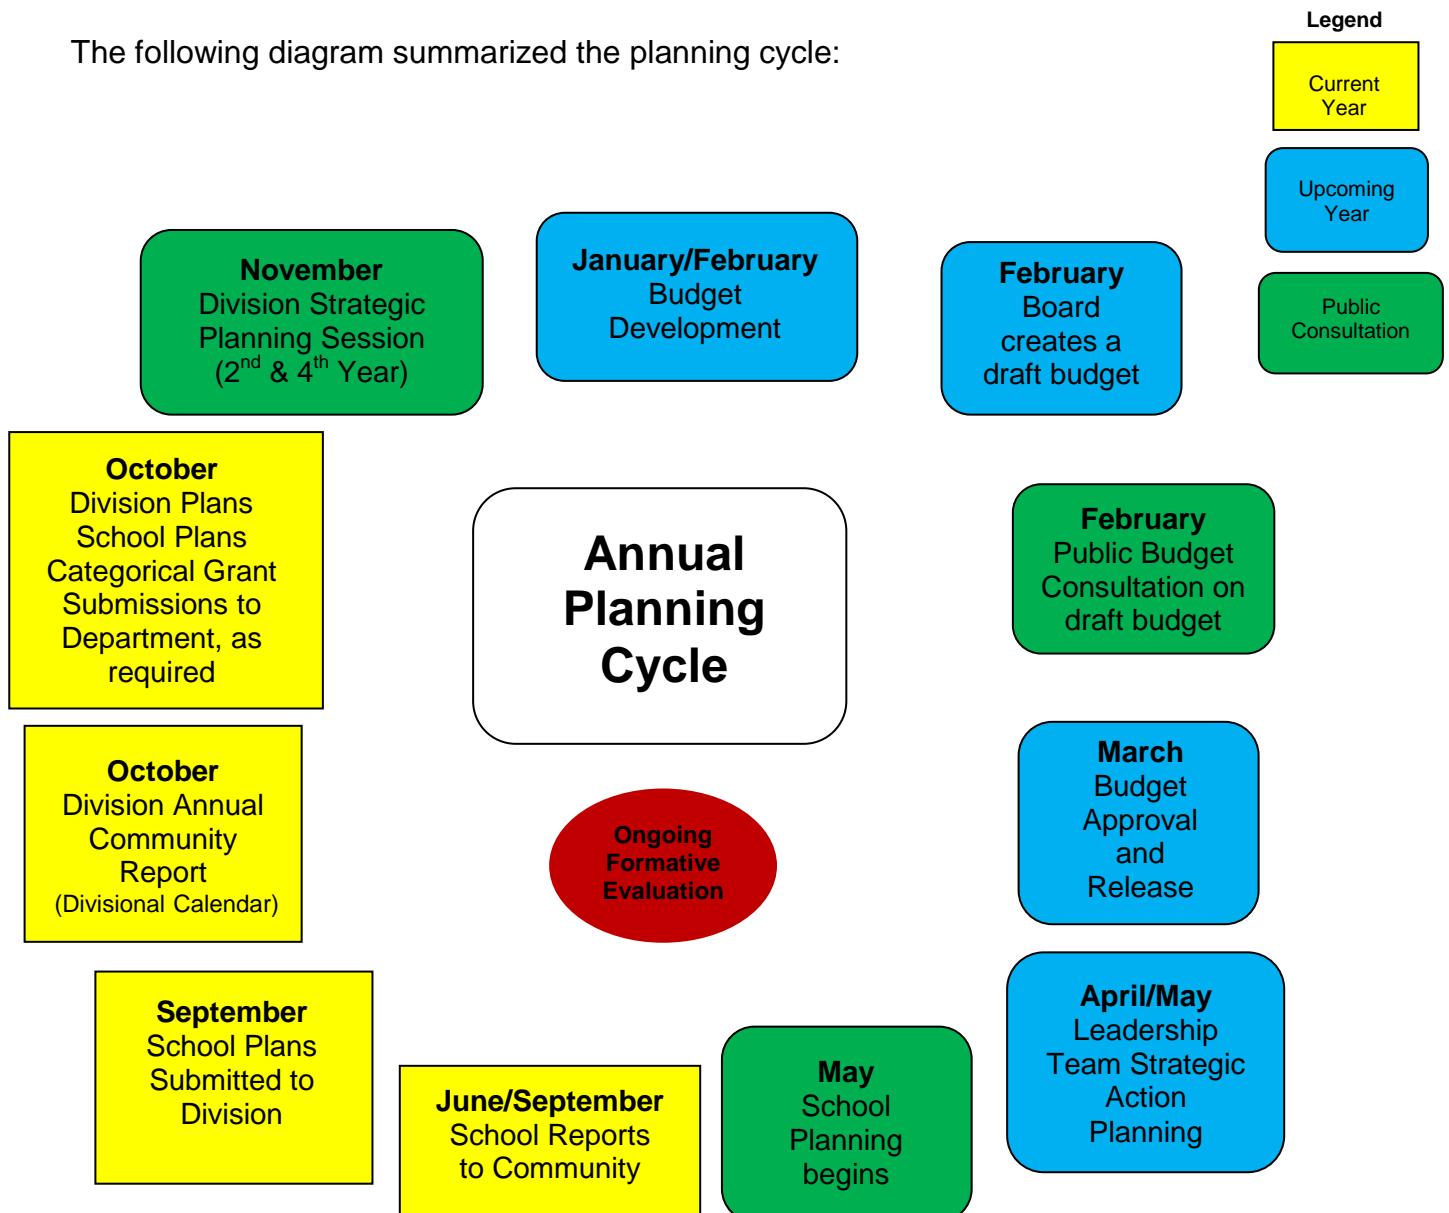 The following diagram summarized the planning cycle:
Legend
Current
Year
Upcoming
Year
Public
Consultation
November
Division Strategic
Planning Session
(2nd & 4th Year)
January/February
Budget
Development
February
Board
creates a
draft budget
February
Public Budget
Consultation on
draft budget
March
Budget
Approval
and
Release
April/May
Leadership
Team Strategic
Action
Planning
May
School
Planning
begins
June/September
School Reports
to Community
September
School Plans
Submitted to
Division
October
Division Annual
Community
Report
(Divisional Calendar)
October
Division Plans
School Plans
Categorical Grant
Submissions to
Department, as
required
Annual
Planning
Cycle
Ongoing
Formative
Evaluation